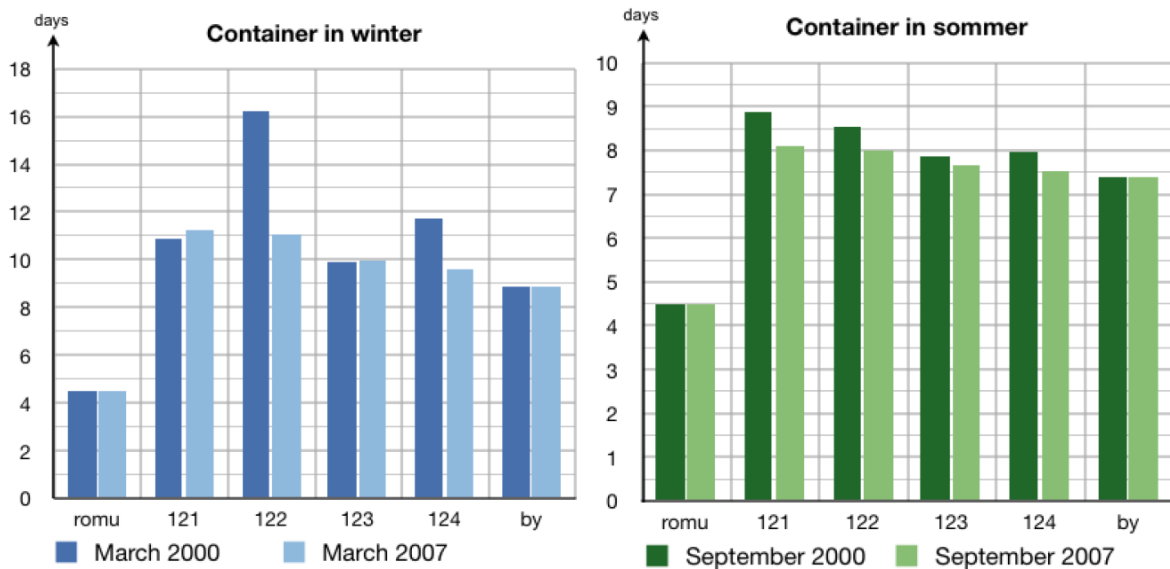 days
Container in winter
18
16
14
12
10
8
6
4
2
0
romu 121 122 123 124 by
March 2000 March 2007
days
Container in sommer
10
9
8
7
6
5
4
3
2
1
0
romu 121 122 123 124 by
September 2000 September 2007